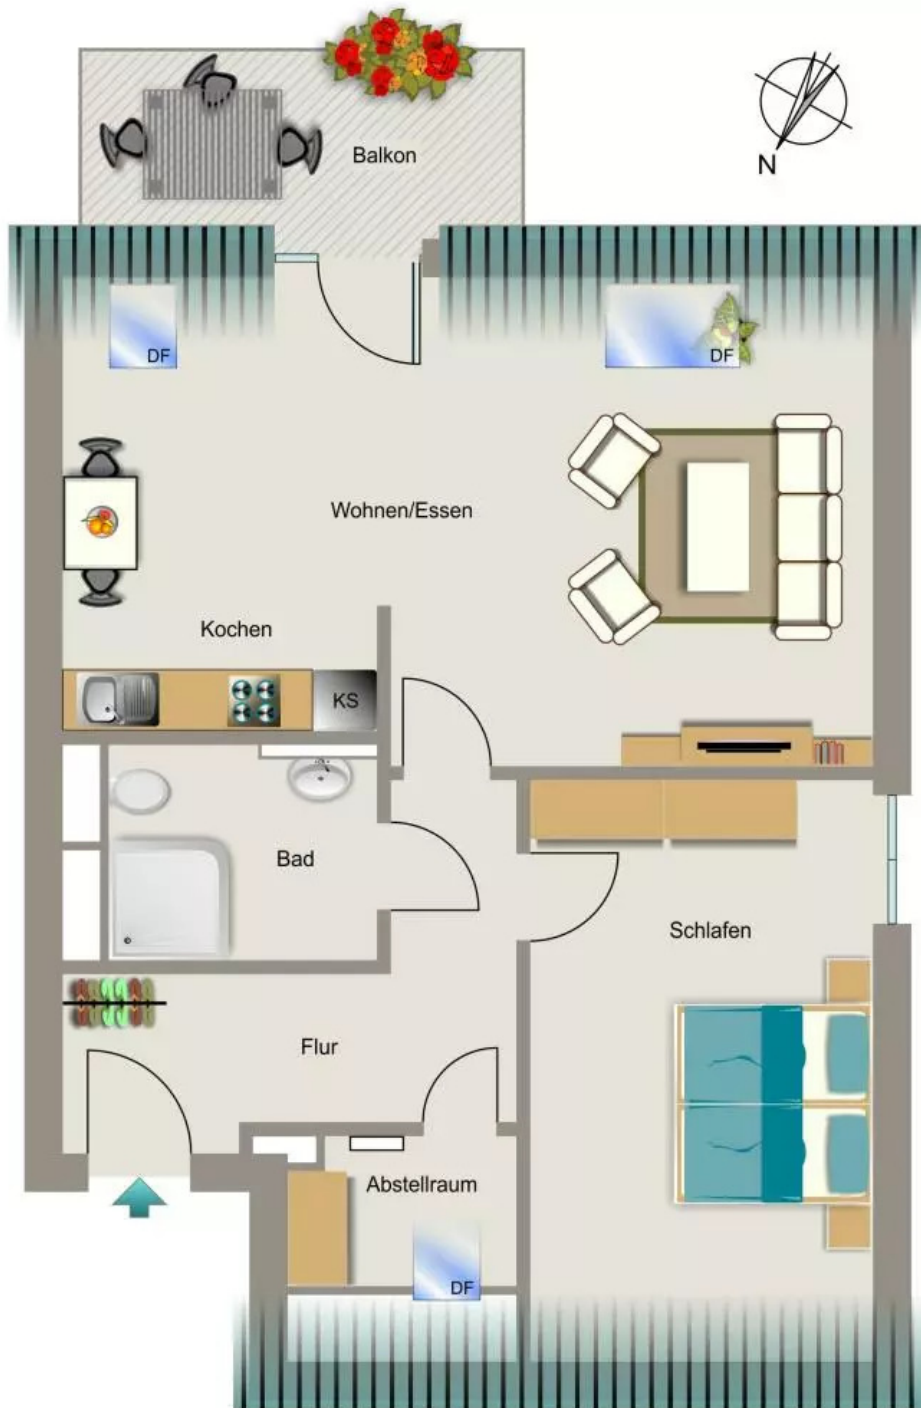 Balkon
N
DF
DF
Wohnen/Essen
Kochen
KS
Bad
Schlafen
Flur
Abstellraum
DF